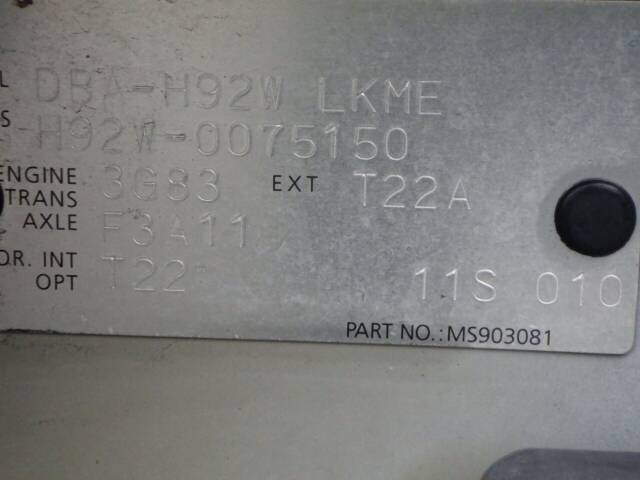 L DBA-H92W LKME
S H92W-0075150
ENGINE 3G83 EXT T22A
TRANS
AXLE F3A11
OR. INT T22
OPT 11S 010
PART NO.: MS903081